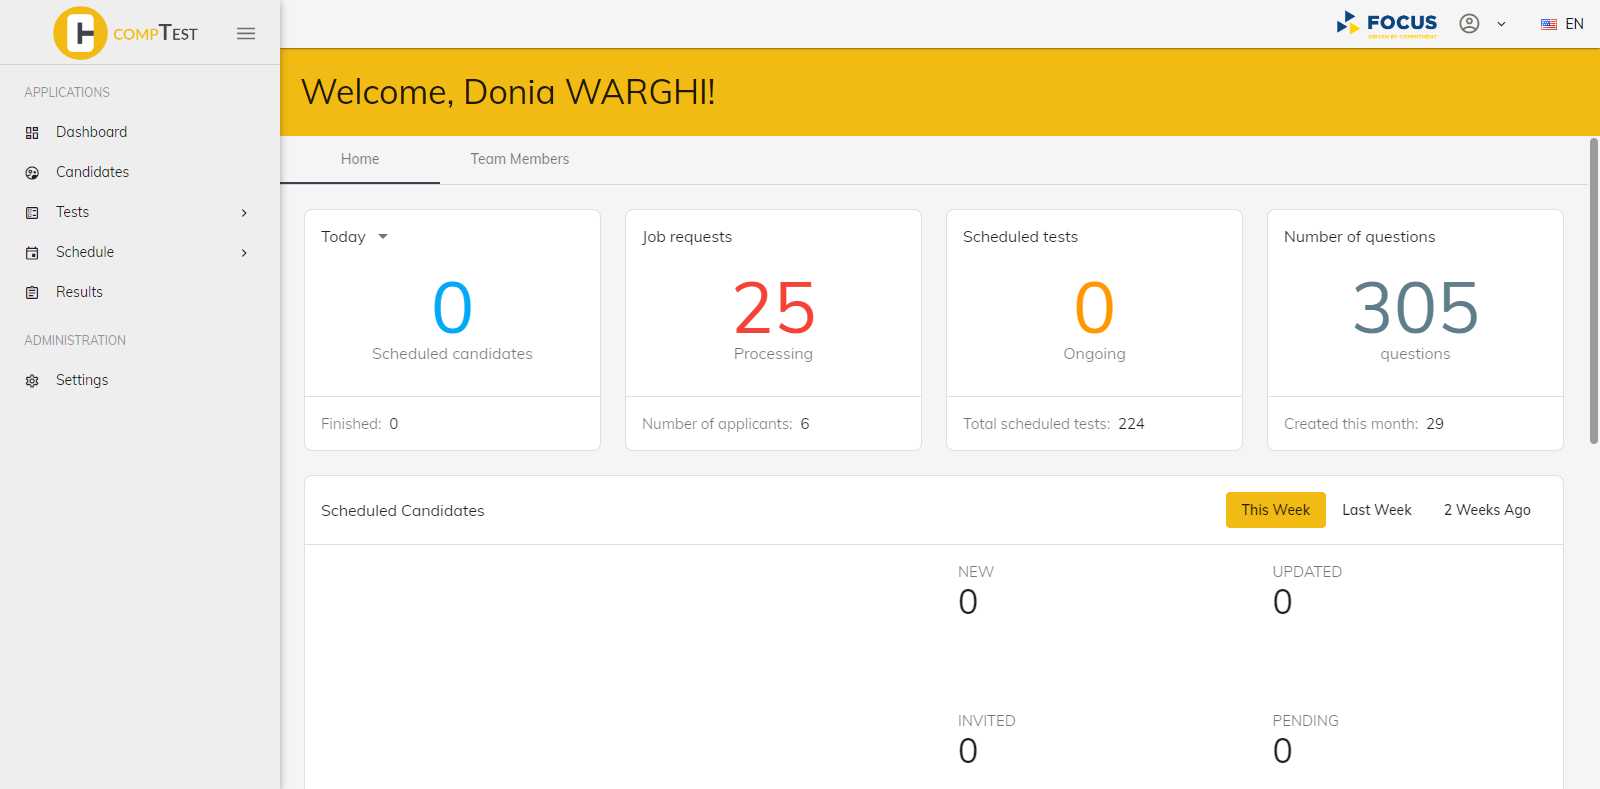 COMPTEST
APPLICATIONS
Dashboard
Candidates
Tests
Schedule
Results
ADMINISTRATION
Settings
FOCUS
DRIVEN BY COMMITMENT
EN
Welcome, Donia WARGHI!
Home
Team Members
Today
0
Scheduled candidates
Finished: 0
Job requests
25
Processing
Number of applicants: 6
Scheduled tests
0
Ongoing
Total scheduled tests: 224
Number of questions
305
questions
Created this month: 29
Scheduled Candidates
This Week
Last Week
2 Weeks Ago
NEW
0
UPDATED
0
INVITED
0
PENDING
0